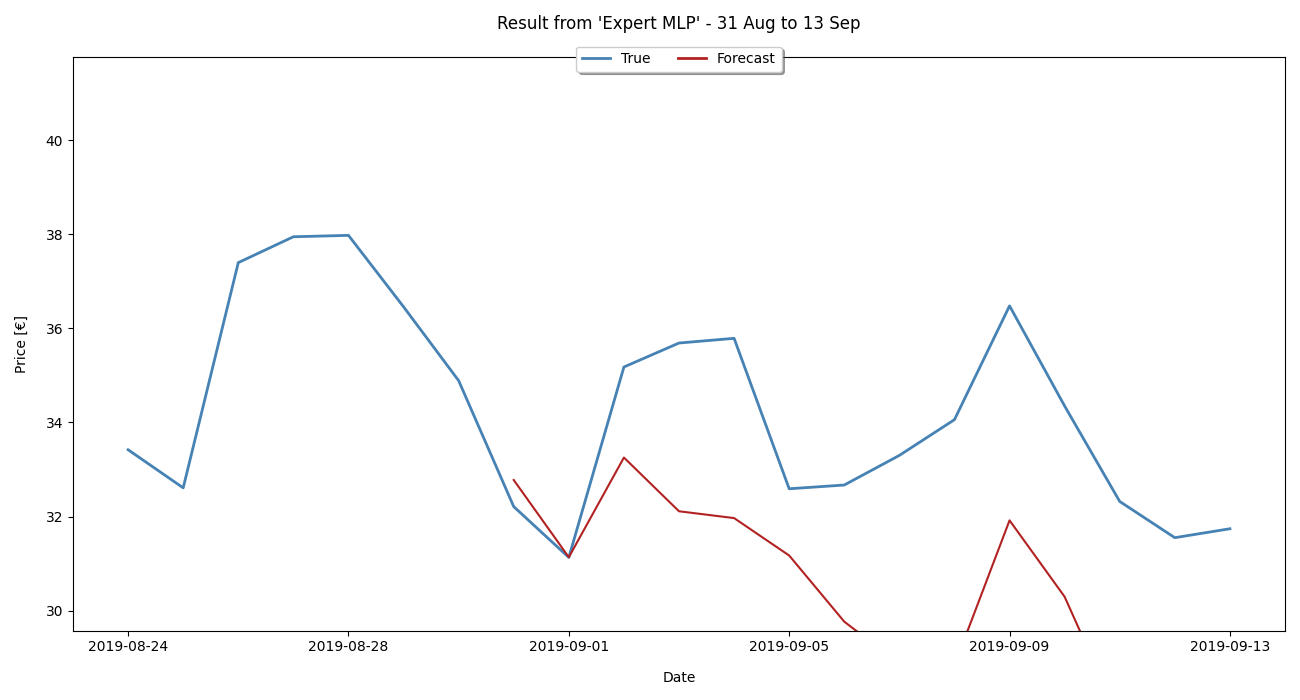 Result from 'Expert MLP' - 31 Aug to 13 Sep
True Forecast
40
38
36
34
32
30
Price [€]
2019-08-24 2019-08-28 2019-09-01 2019-09-05 2019-09-09 2019-09-13
Date